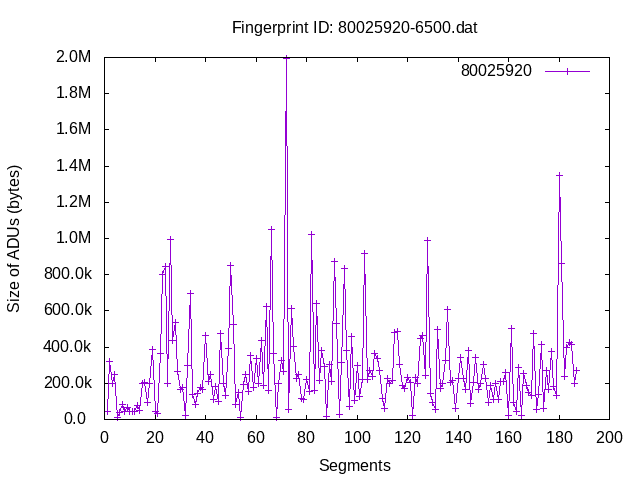 Fingerprint ID: 80025920-6500.dat
80025920
Size of ADUs (bytes)
2.0M
1.8M
1.6M
1.4M
1.2M
1.0M
800.0k
600.0k
400.0k
200.0k
0.0
0 20 40 60 80 100 120 140 160 180 200
Segments